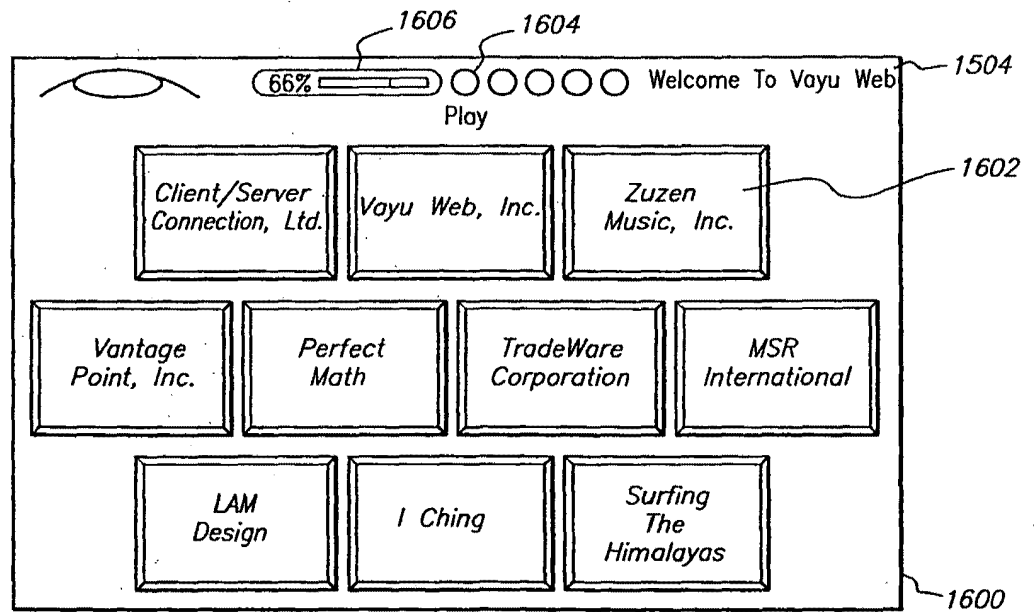 1606
1604
66%
Welcome To Vayu Web
1504
Play
Client/Server
Connection, Ltd.
Vayu Web, Inc.
Zuzen
Music, Inc.
1602
Vantage
Point, Inc.
Perfect
Math
TradeWare
Corporation
MSR
International
LAM
Design
I Ching
Surfing
The
Himalayas
1600